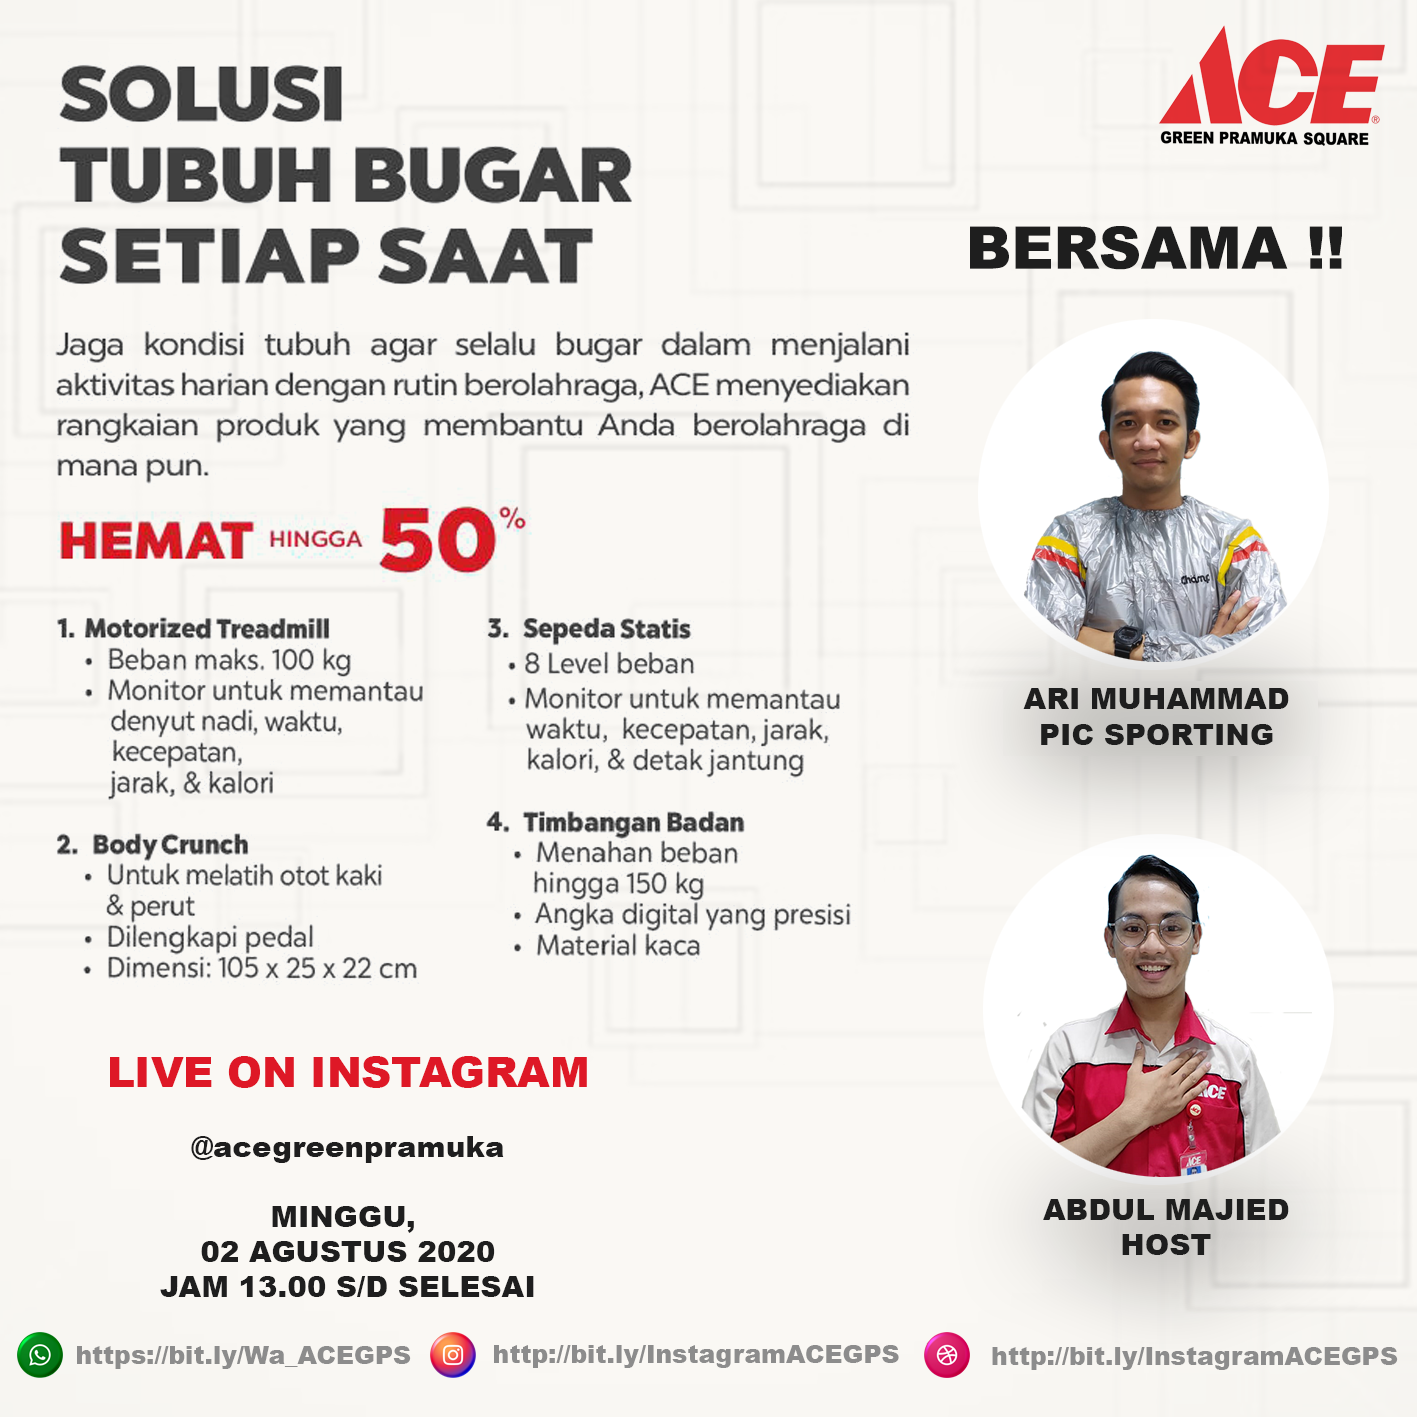 ACE
GREEN PRAMUKA SQUARE
SOLUSI
TUBUH BUGAR
SETIAP SAAT
Jaga kondisi tubuh agar selalu bugar dalam menjalani
aktivitas harian dengan rutin berolahraga, ACE menyediakan
rangkaian produk yang membantu Anda berolahraga di
mana pun.
HEMAT HINGGA 50%
1. Motorized Treadmill
• Beban maks. 100 kg
• Monitor untuk memantau
denyut nadi, waktu,
kecepatan,
jarak, & kalori
2. Body Crunch
• Untuk melatih otot kaki
& perut
• Dilengkapi pedal
• Dimensi: 105 x 25 x 22 cm
3. Sepeda Statis
• 8 Level beban
• Monitor untuk memantau
waktu, kecepatan, jarak,
kalori, & detak jantung
4. Timbangan Badan
• Menahan beban
hingga 150 kg
• Angka digital yang presisi
• Material kaca
BERSAMA !!
ARI MUHAMMAD
PIC SPORTING
ACE
ACE
ABDUL MAJIED
HOST
LIVE ON INSTAGRAM
@acegreenpramuka
MINGGU,
02 AGUSTUS 2020
JAM 13.00 S/D SELESAI
https://bit.ly/Wa_ACEGPS
http://bit.ly/InstagramACEGPS
http://bit.ly/InstagramACEGPS